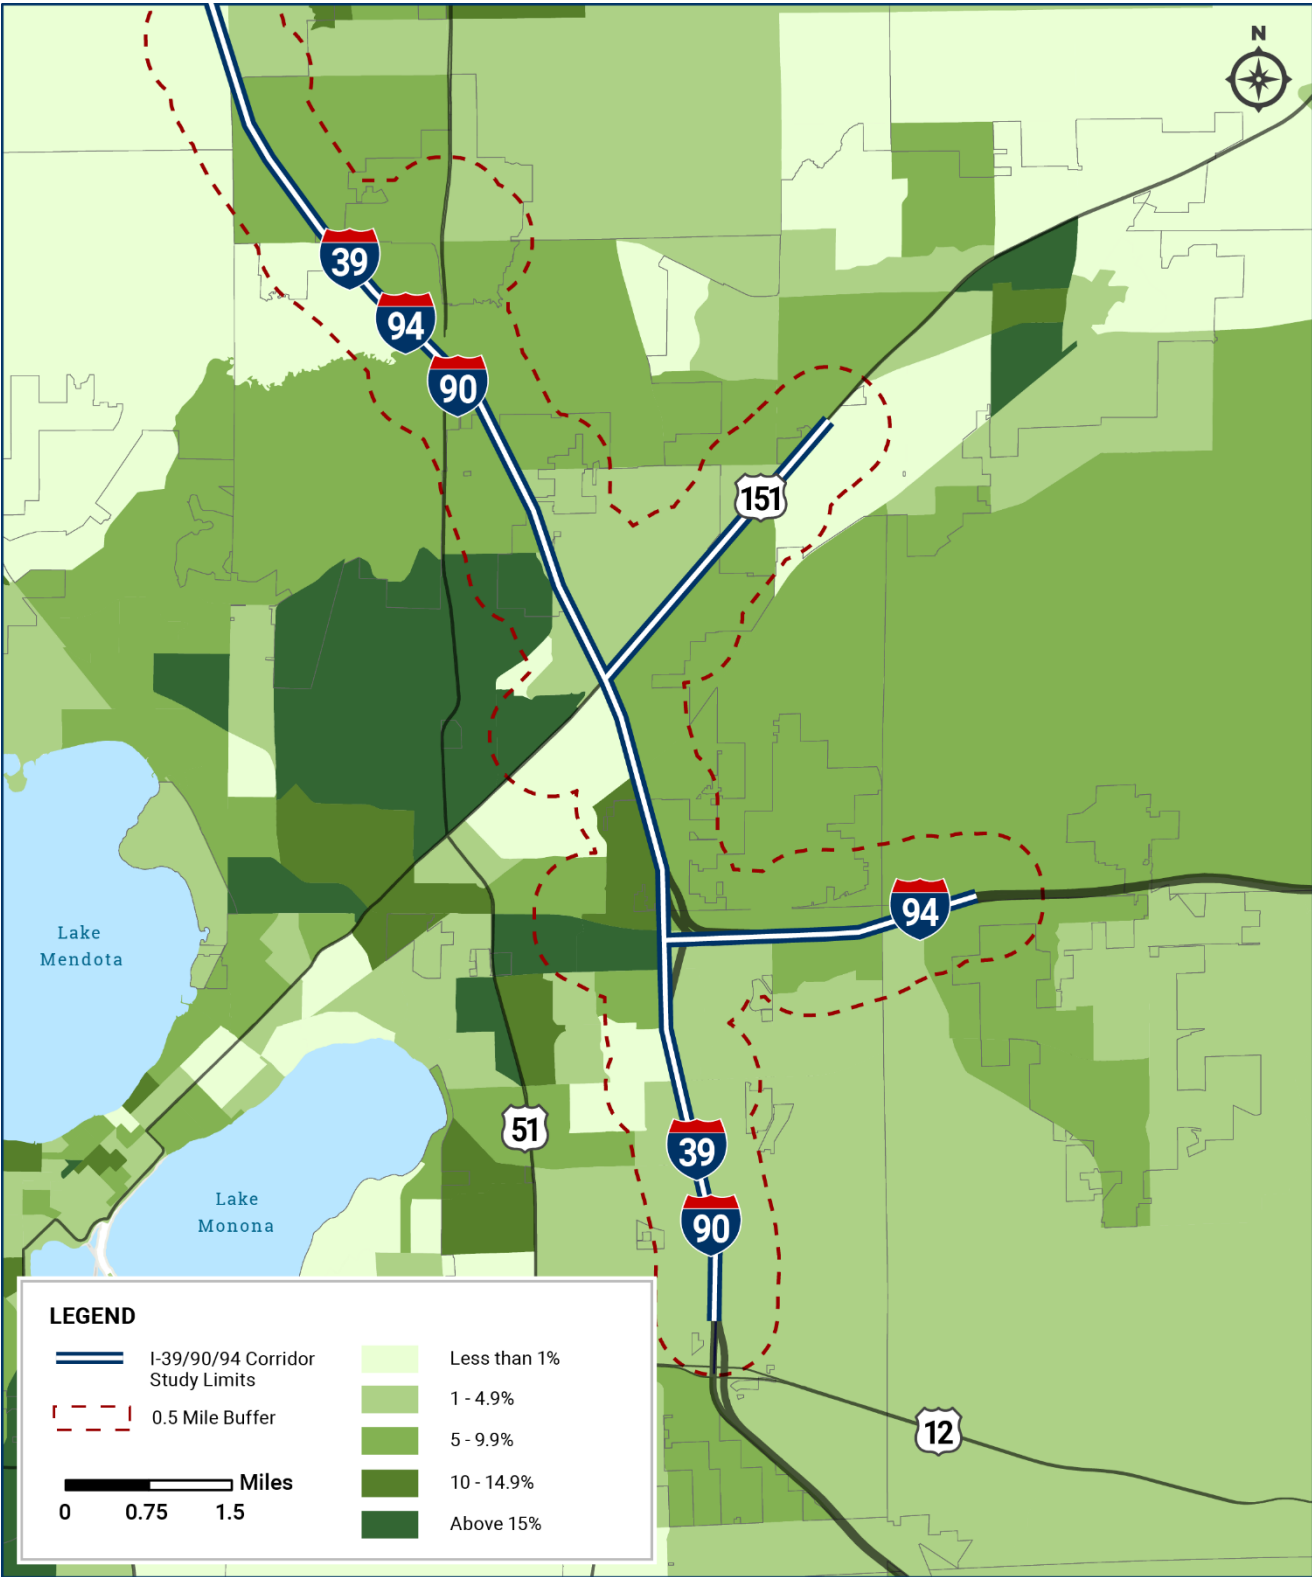 N
39
94
90
151
94
Lake
Mendota
51
39
Lake
Monona
90
LEGEND
I-39/90/94 Corridor
Study Limits
0.5 Mile Buffer
Miles
0 0.75 1.5
Less than 1%
1 - 4.9%
5 - 9.9%
10 - 14.9%
Above 15%
12